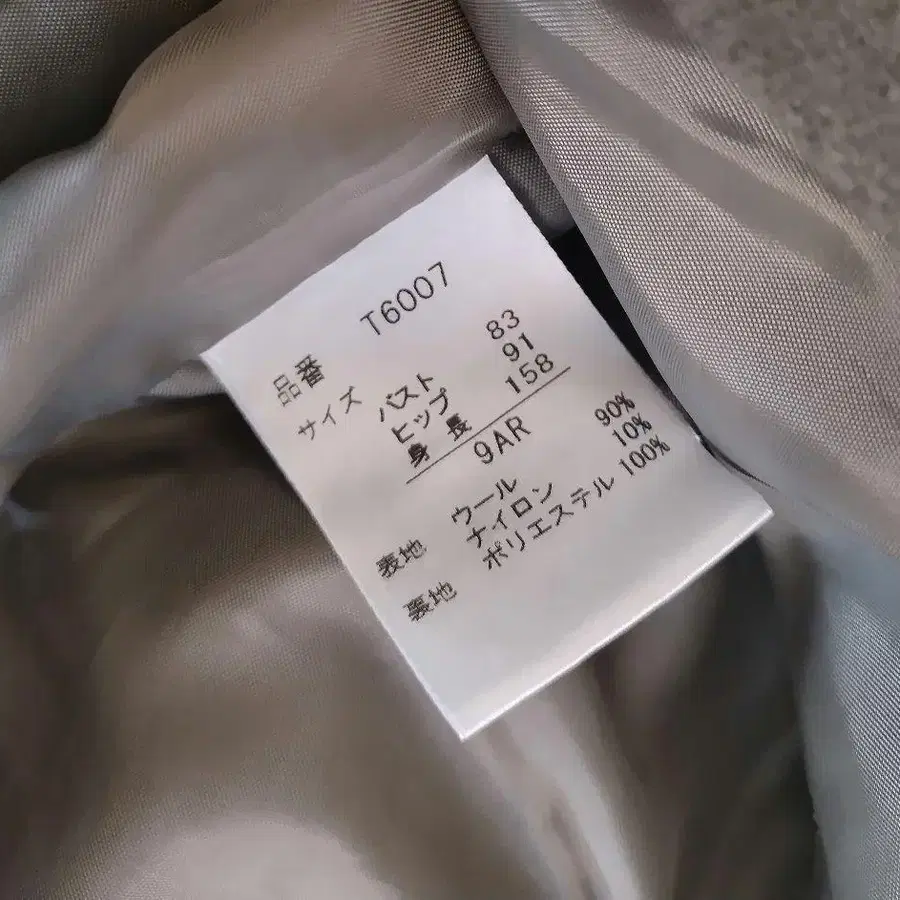 品番 T6007
サイズ バスト 83
ヒップ 91
身長 158
9AR
表地 ウール 90%
ナイロン 10%
裏地 ポリエステル 100%